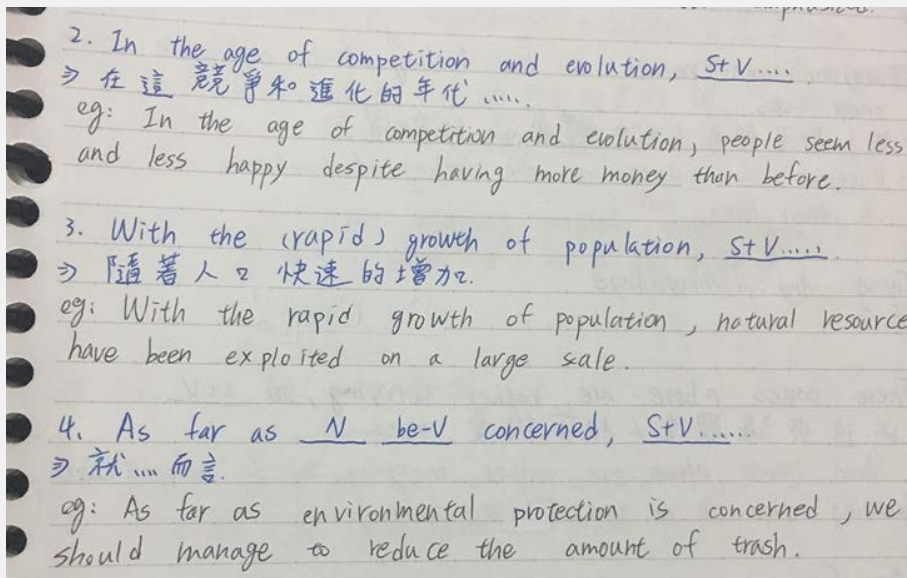 2. In the age of competition and evolution, S+V....
⇒ 在這 競爭和進化的年代 .....
eg: In the age of competition and evolution, people seem less
and less happy despite having more money than before.
3. With the (rapid) growth of population, S+V.....
⇒ 隨著人口 快速的增加.
eg: With the rapid growth of population, natural resource
have been exploited on a large scale.
4. As far as N be-V concerned, S+V......
⇒ 就....而言.
eg: As far as environmental protection is concerned, we
should manage to reduce the amount of trash.